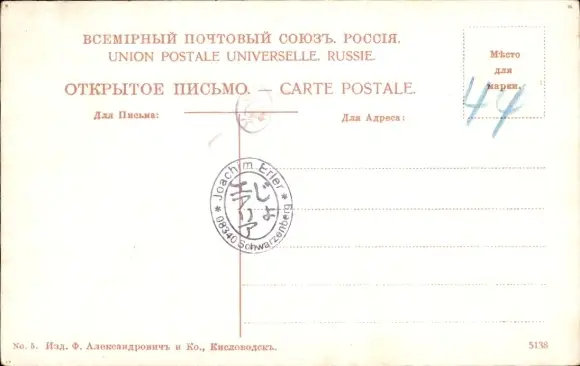 ВСЕМІРНЫЙ ПОЧТОВЫЙ СОЮЗЪ. РОССІЯ.
UNION POSTALE UNIVERSELLE. RUSSIE.
ОТКРЫТОЕ ПИСЬМО. — CARTE POSTALE.
Мѣсто
для
марки.
44
Для Письма:
Для Адреса:
* Joachim Erler *
08340 Schwarzenberg
No. 5. Изд. Ф. Александровичъ и Ко., Кисловодскъ.
5138